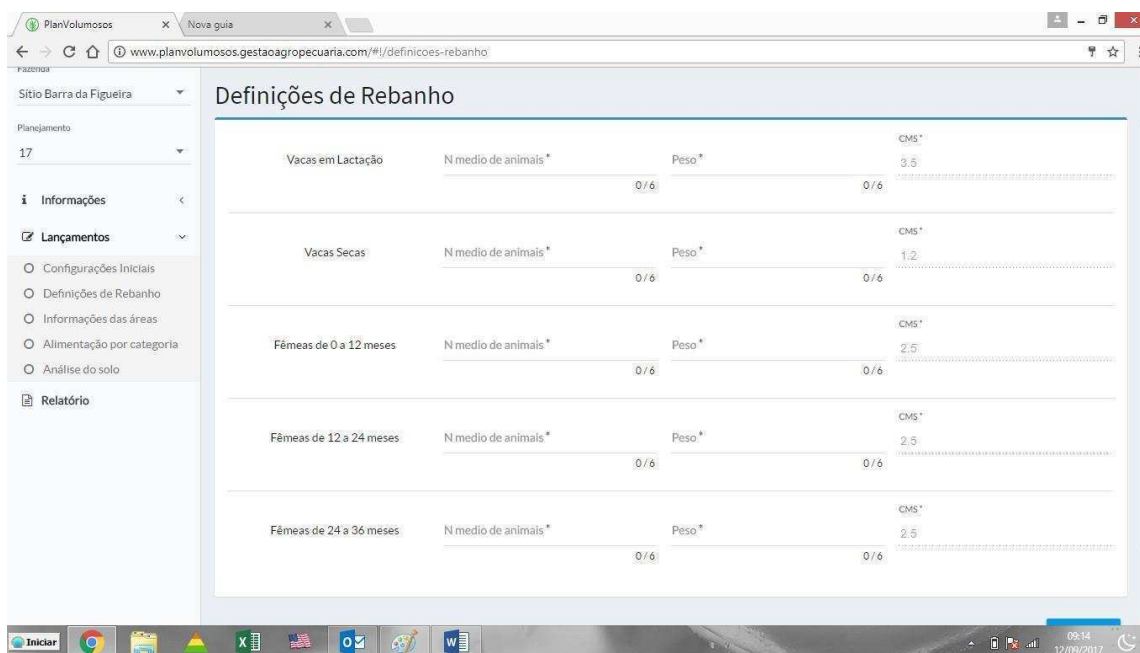 PlanVolumosos
Nova guia
www.planvolumosos.gestaoagropecuaria.com/#!/definicoes-rebanho
Fazenda
Sítio Barra da Figueira
Planejamento
17
Informações
Lançamentos
Configurações Iniciais
Definições de Rebanho
Informações das áreas
Alimentação por categoria
Análise do solo
Relatório
Definições de Rebanho
Vacas em Lactação N medio de animais * Peso * CMS * 3.5
0 / 6 0 / 6
Vacas Secas N medio de animais * Peso * CMS * 1.2
0 / 6 0 / 6
Fêmeas de 0 a 12 meses N medio de animais * Peso * CMS * 2.5
0 / 6 0 / 6
Fêmeas de 12 a 24 meses N medio de animais * Peso * CMS * 2.5
0 / 6 0 / 6
Fêmeas de 24 a 36 meses N medio de animais * Peso * CMS * 2.5
0 / 6 0 / 6
Iniciar
09:14
12/09/2017